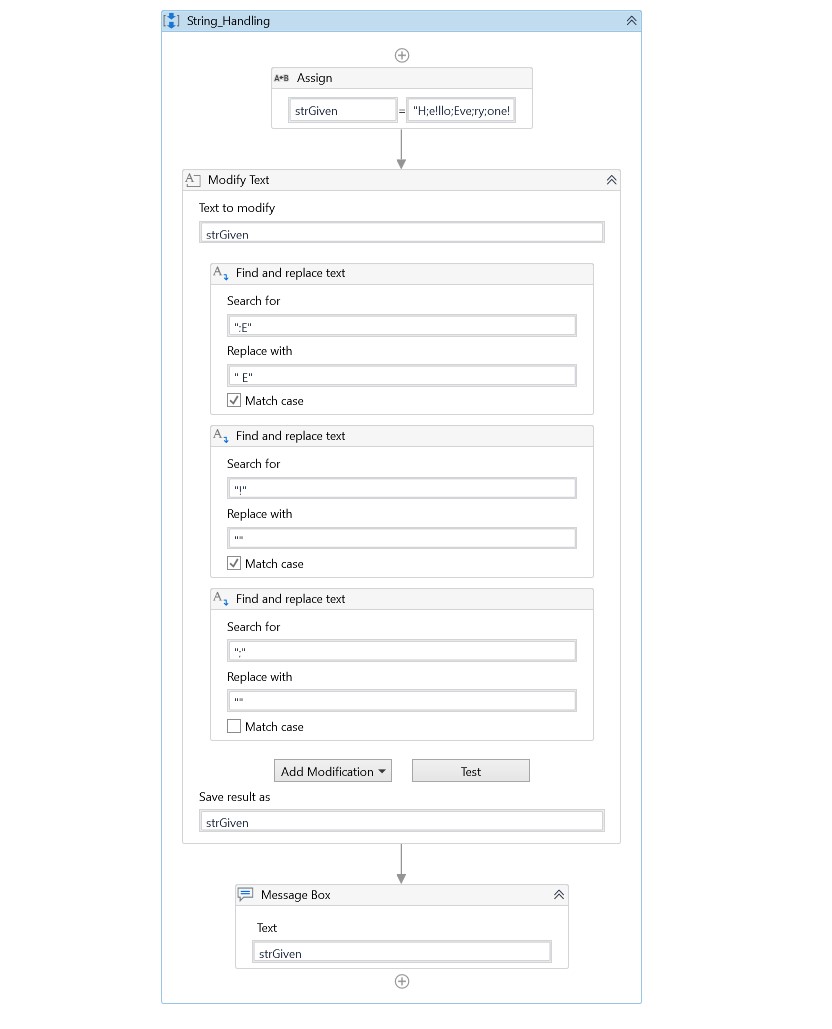 String_Handling
A+B Assign
strGiven = "H;e!llo;Eve;ry;one!
Modify Text
Text to modify
strGiven
Find and replace text
Search for
";E"
Replace with
" E"
Match case
Find and replace text
Search for
"!"
Replace with
""
Match case
Find and replace text
Search for
";"
Replace with
""
Match case
Add Modification Test
Save result as
strGiven
Message Box
Text
strGiven